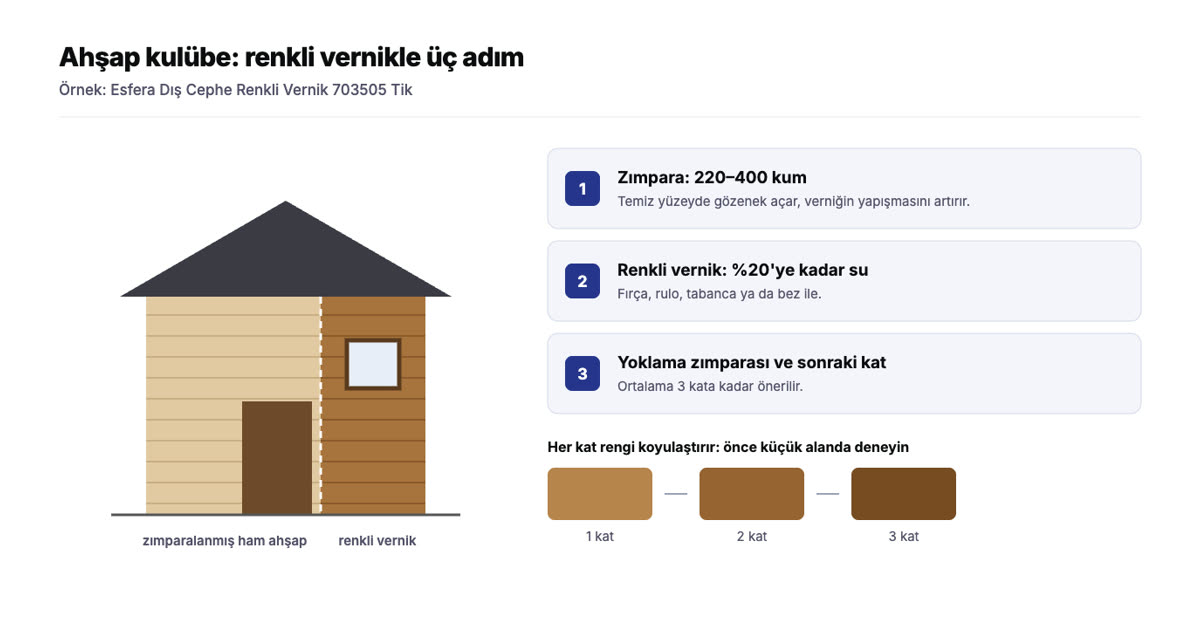 Ahşap kulübe: renkli vernikle üç adım
Örnek: Esfera Dış Cephe Renkli Vernik 703505 Tik
1
Zımpara: 220–400 kum
Temiz yüzeyde gözenek açar, verniğin yapışmasını artırır.
2
Renkli vernik: %20'ye kadar su
Fırça, rulo, tabanca ya da bez ile.
3
Yoklama zımparası ve sonraki kat
Ortalama 3 kata kadar önerilir.
Her kat rengi koyulaştırır: önce küçük alanda deneyin
1 kat
2 kat
3 kat
zımparalanmış ham ahşap
renkli vernik